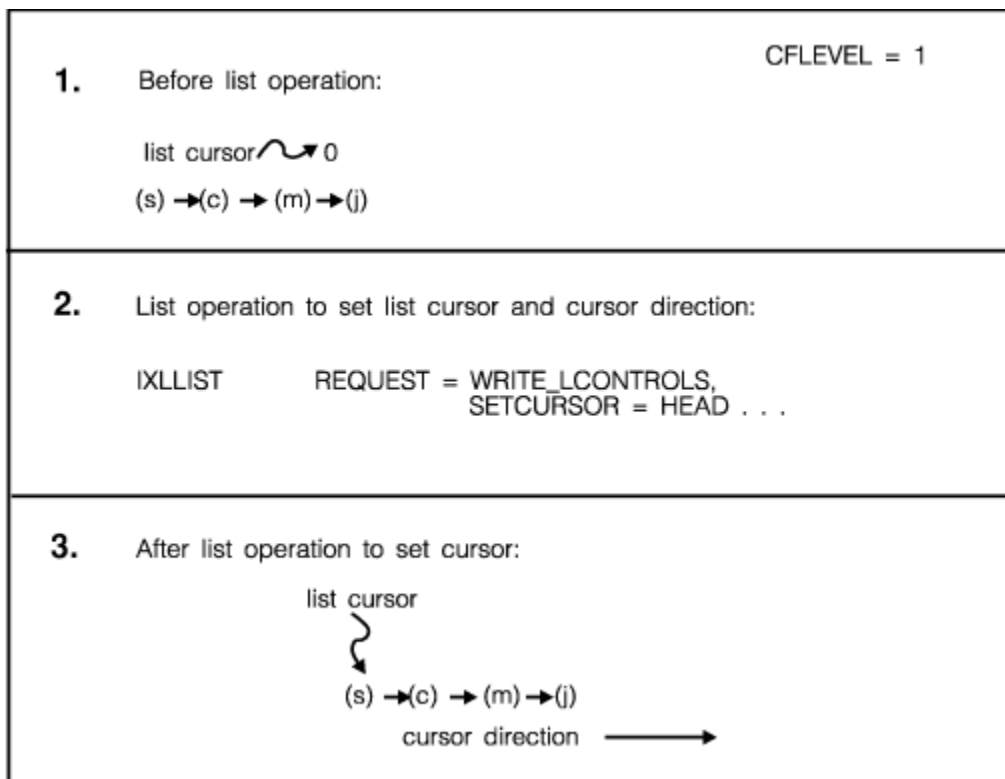 CFLEVEL = 1
1. Before list operation:
list cursor 0
(s) → (c) → (m) → (j)
2. List operation to set list cursor and cursor direction:
IXLLIST REQUEST = WRITE_LCONTROLS,
SETCURSOR = HEAD . . .
3. After list operation to set cursor:
list cursor
(s) → (c) → (m) → (j)
cursor direction